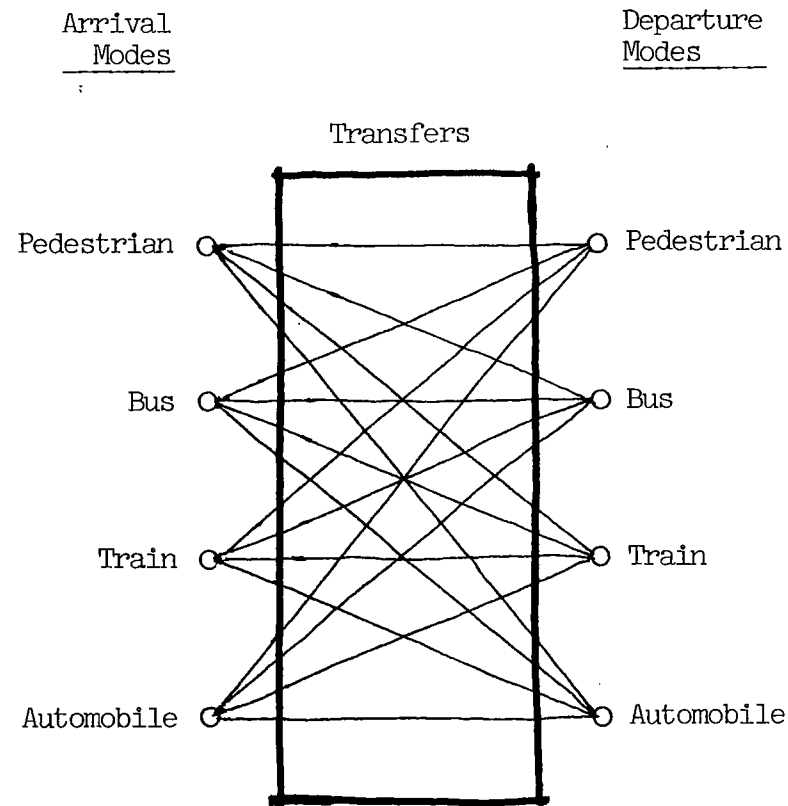 Arrival
Modes
Departure
Modes
Transfers
Pedestrian
Pedestrian
Bus
Bus
Train
Train
Automobile
Automobile